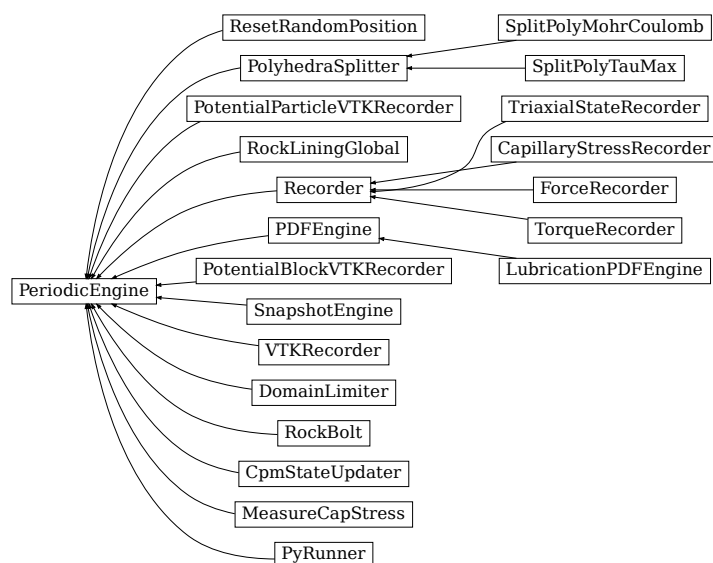 ResetRandomPosition
SplitPolyMohrCoulomb
PolyhedraSplitter
SplitPolyTauMax
PotentialParticleVTKRecorder
TriaxialStateRecorder
RockLiningGlobal
CapillaryStressRecorder
Recorder
ForceRecorder
PDFEngine
TorqueRecorder
PotentialBlockVTKRecorder
LubricationPDFEngine
PeriodicEngine
SnapshotEngine
VTKRecorder
DomainLimiter
RockBolt
CpmStateUpdater
MeasureCapStress
PyRunner